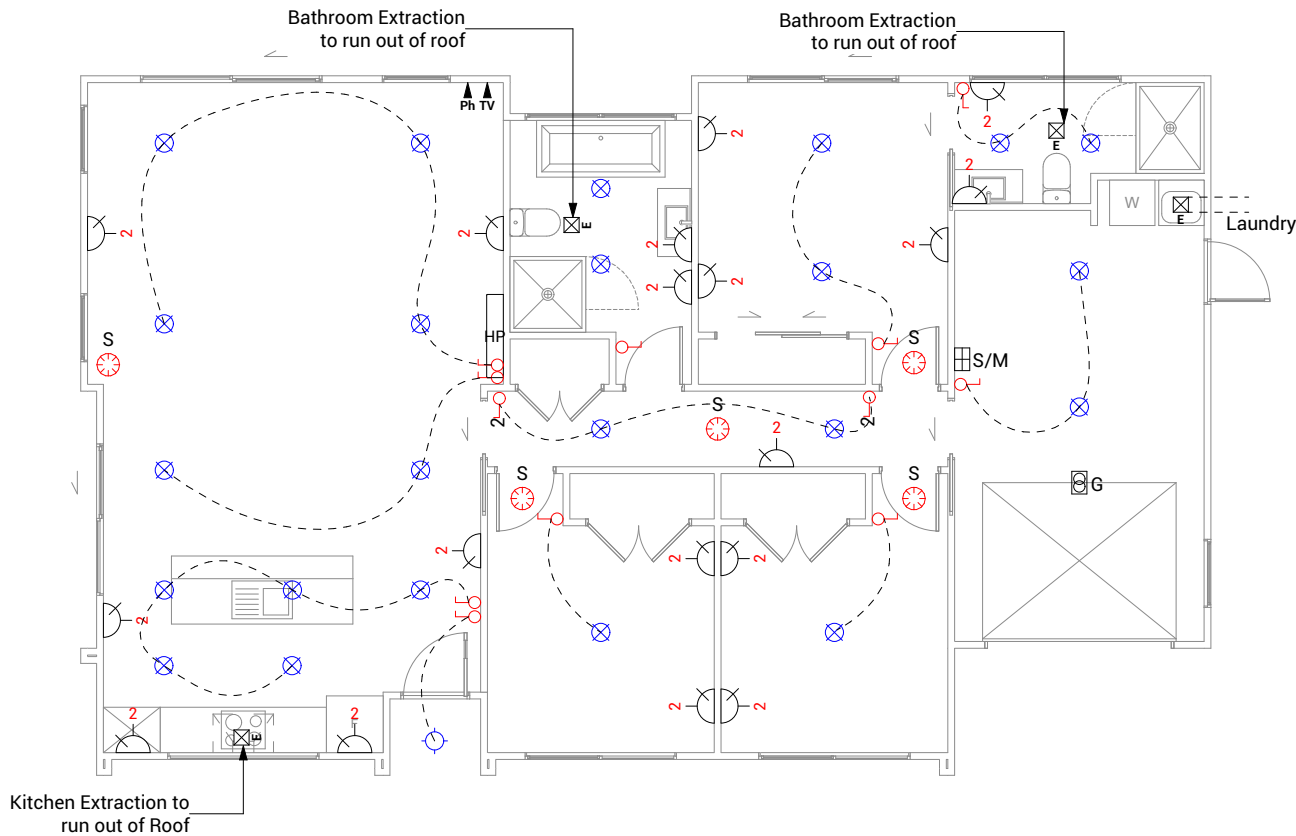 Bathroom Extraction
to run out of roof
Bathroom Extraction
to run out of roof
Ph TV
2
2
E
2
E
W
E
Laundry
2
2
2
2
2
2
2
HP
S
S
S/M
2
S
2
2
S
S
G
2
2
2
2
2
2
2
2
E
Kitchen Extraction to
run out of Roof